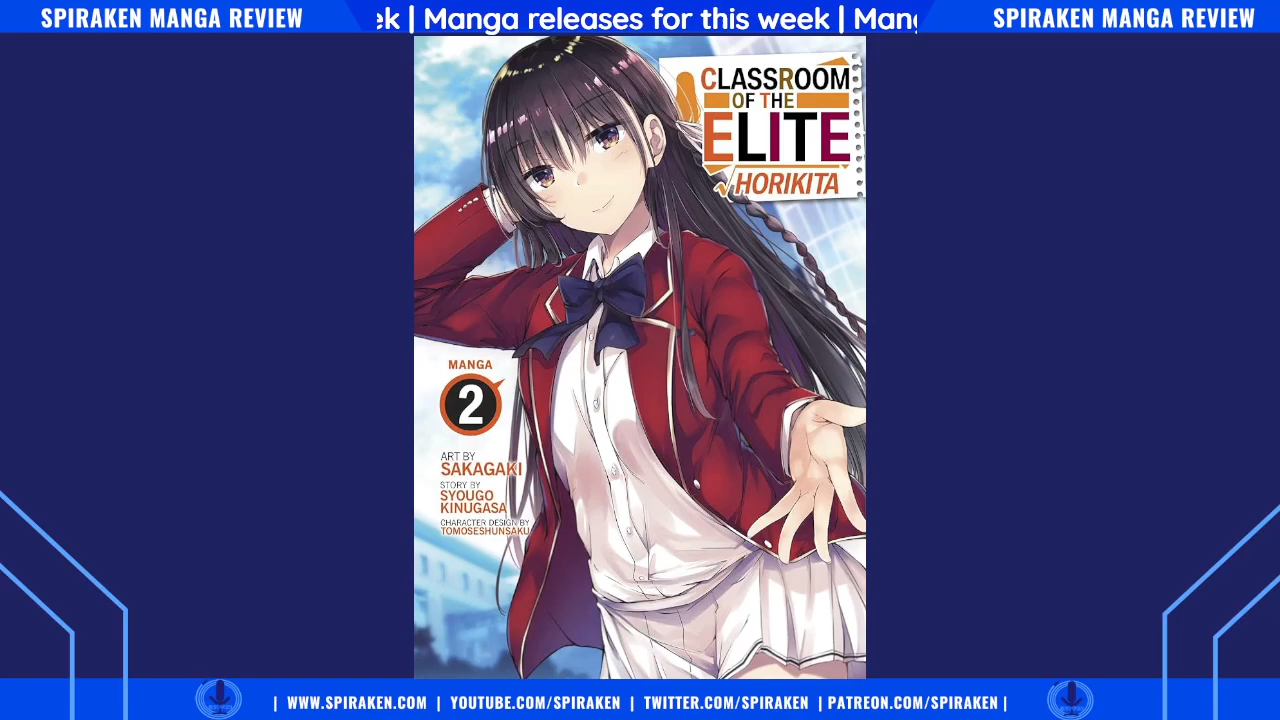 SPIRAKEN MANGA REVIEW
ek | Manga releases for this week | Mang
SPIRAKEN MANGA REVIEW
CLASSROOM
OF THE
ELITE
√HORIKITA
MANGA
2
ART BY
SAKAGAKI
STORY BY
SYOUGO
KINUGASA
CHARACTER DESIGN BY
TOMOSESHUNSAKU
| WWW.SPIRAKEN.COM | YOUTUBE.COM/SPIRAKEN | TWITTER.COM/SPIRAKEN | PATREON.COM/SPIRAKEN |